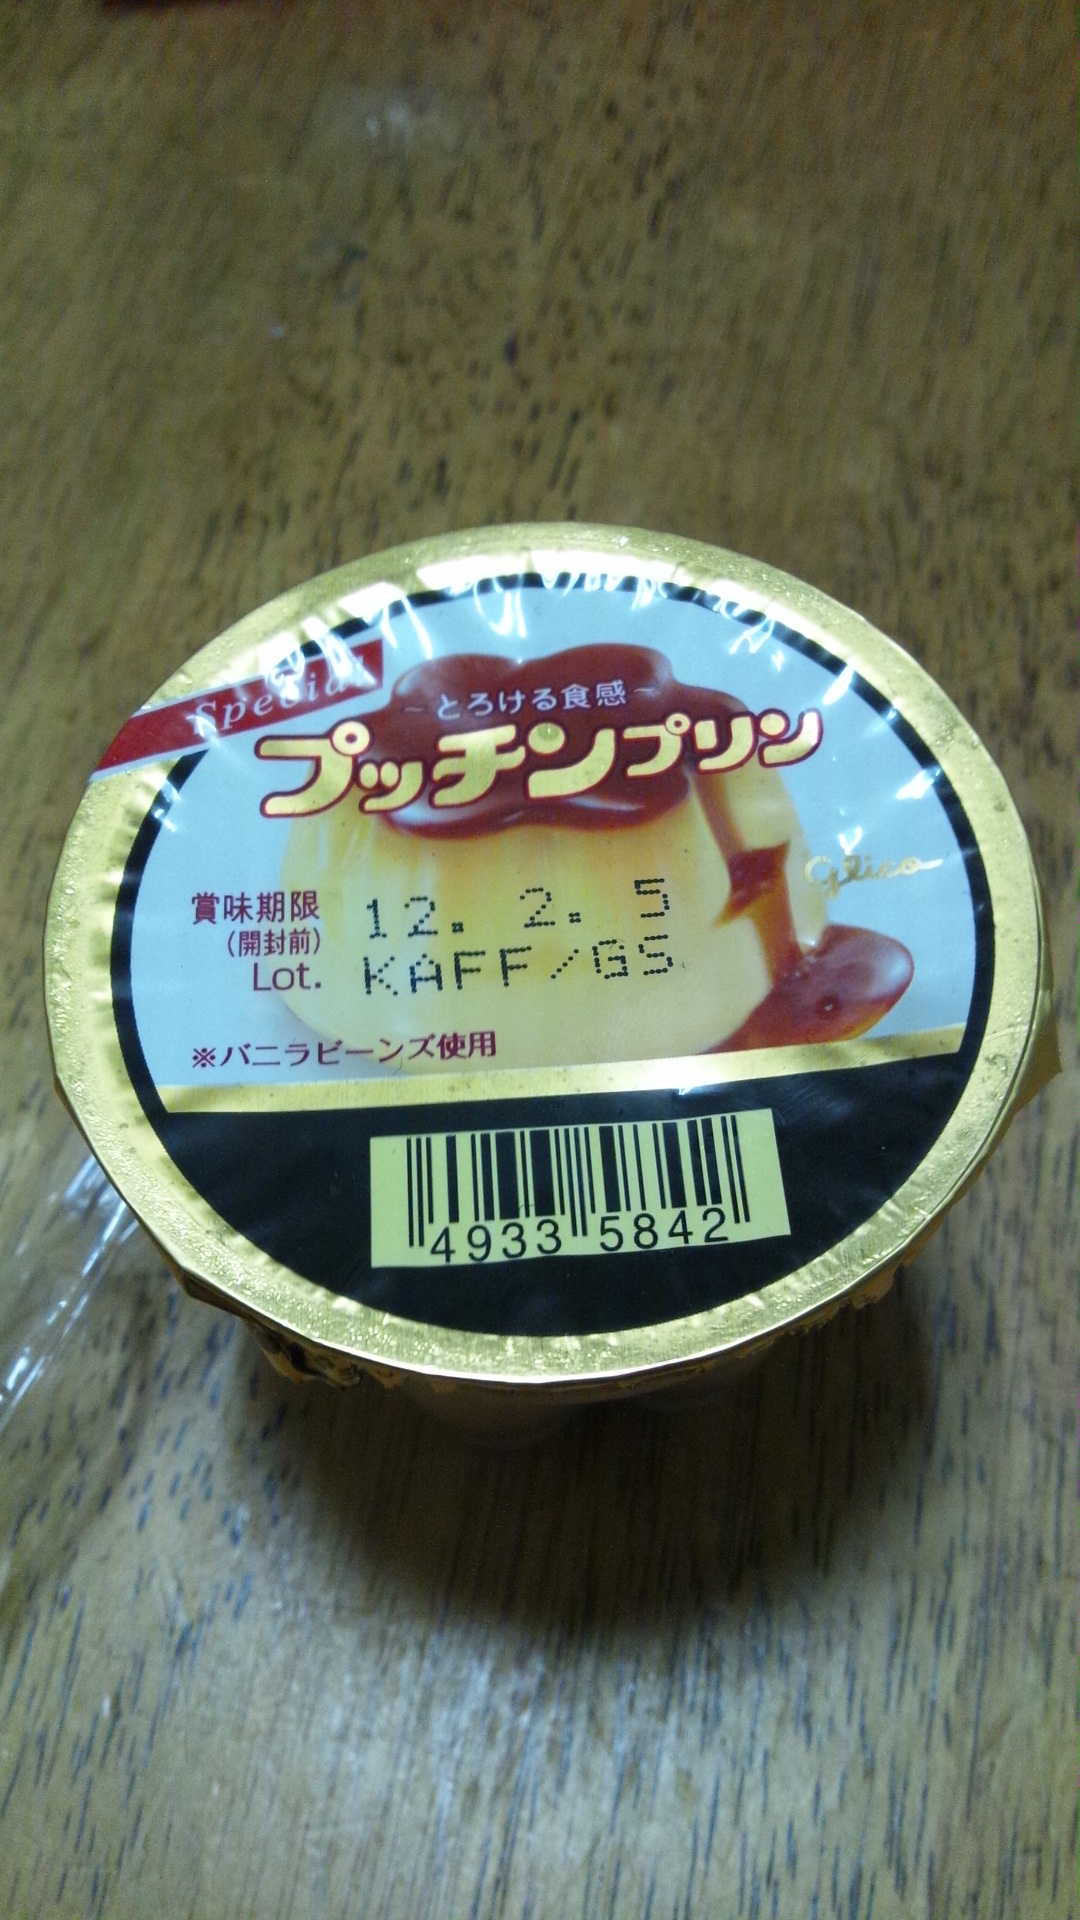 Special
~とろける食感~
プッチンプリン
Glico
賞味期限 12. 2. 5
(開封前)
Lot. KAFF/GS
※バニラビーンズ使用
4933 5842